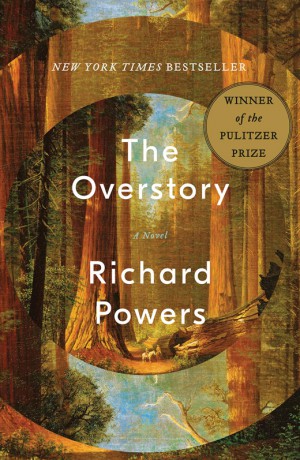 NEW YORK TIMES BESTSELLER
WINNER
of the
PULITZER
PRIZE
The
Overstory
A Novel
Richard
Powers